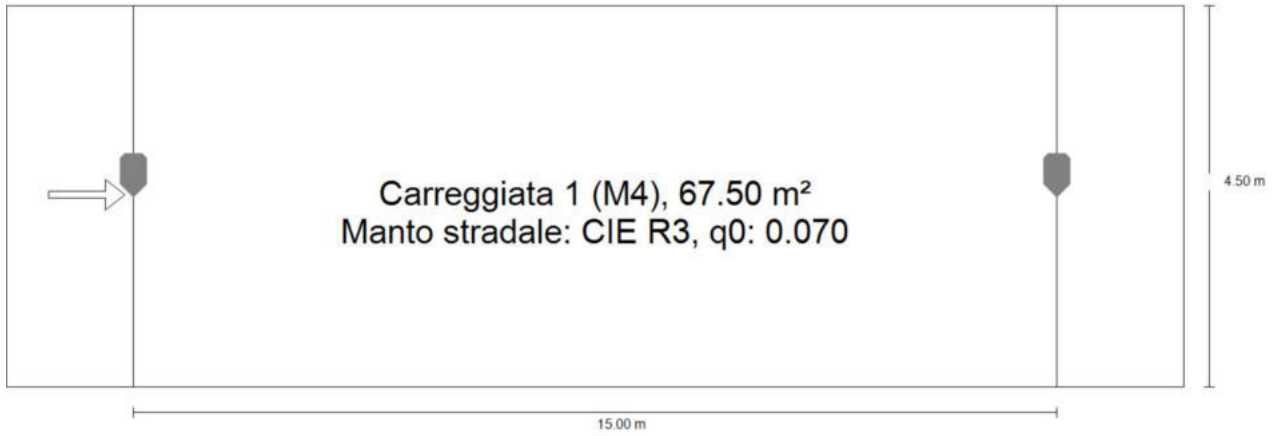 Carreggiata 1 (M4), 67.50 m²
Manto stradale: CIE R3, q0: 0.070
4.50 m
15.00 m